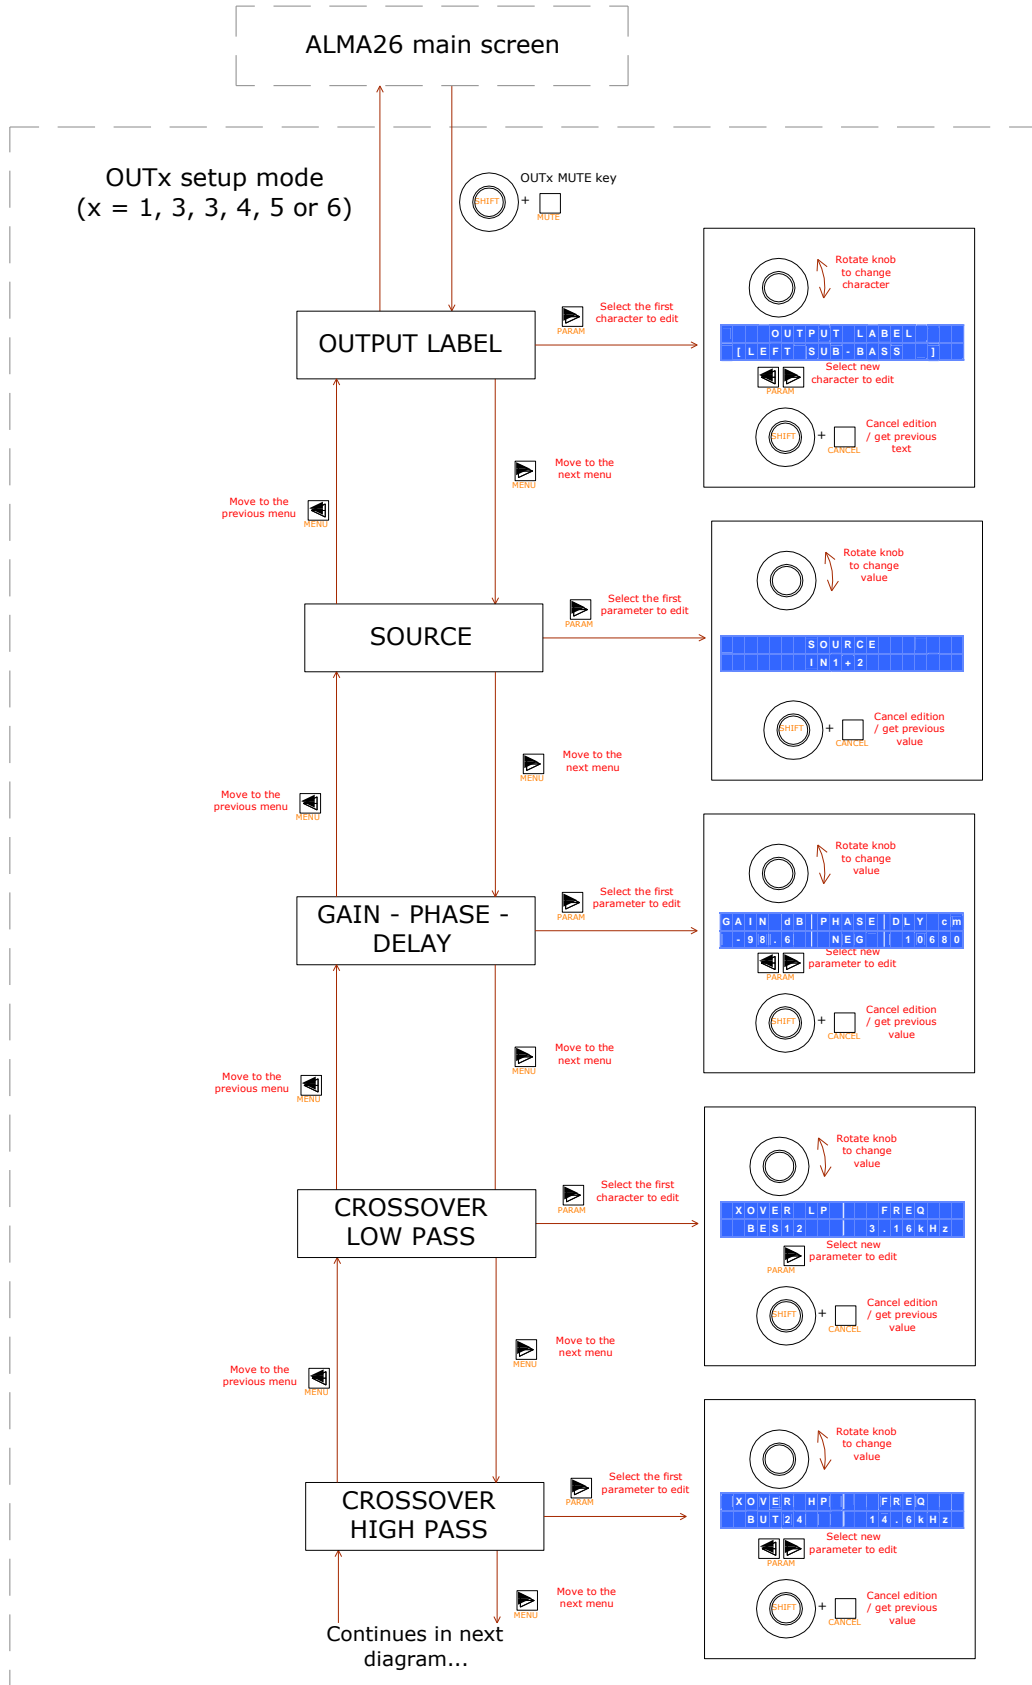 ALMA26 main screen
OUTx setup mode
(x = 1, 3, 3, 4, 5 or 6)
OUTx MUTE key
SHIFT
+
MUTE
OUTPUT LABEL
Select the first
character to edit
PARAM
Rotate knob
to change
character
OUTPUT LABEL
[LEFT SUB-BASS ]
Select new
character to edit
PARAM
SHIFT
+
CANCEL
Cancel edition
/ get previous
text
Move to the
next menu
MENU
Move to the
previous menu
MENU
SOURCE
Select the first
parameter to edit
PARAM
Rotate knob
to change
value
SOURCE
IN1+2
SHIFT
+
CANCEL
Cancel edition
/ get previous
value
Move to the
next menu
MENU
Move to the
previous menu
MENU
GAIN - PHASE -
DELAY
Select the first
parameter to edit
PARAM
Rotate knob
to change
value
GAIN dB|PHASE|DLY cm
-98.6 | NEG | 10680
Select new
parameter to edit
PARAM
SHIFT
+
CANCEL
Cancel edition
/ get previous
value
Move to the
next menu
MENU
Move to the
previous menu
MENU
CROSSOVER
LOW PASS
Select the first
character to edit
PARAM
Rotate knob
to change
value
XOVER LP | FREQ
BES12 | 3.16kHz
Select new
parameter to edit
PARAM
SHIFT
+
CANCEL
Cancel edition
/ get previous
value
Move to the
next menu
MENU
Move to the
previous menu
MENU
CROSSOVER
HIGH PASS
Select the first
parameter to edit
PARAM
Rotate knob
to change
value
XOVER HP | FREQ
BUT24 | 14.6kHz
Select new
parameter to edit
PARAM
SHIFT
+
CANCEL
Cancel edition
/ get previous
value
Move to the
next menu
MENU
Continues in next
diagram...